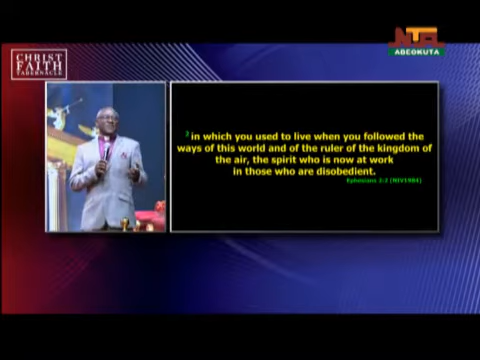 CHRIST
FAITH
TABERNACLE
NTA
ABEOKUTA
2 in which you used to live when you followed the
ways of this world and of the ruler of the kingdom of
the air, the spirit who is now at work
in those who are disobedient.
Ephesians 2:2 (NIV1984)